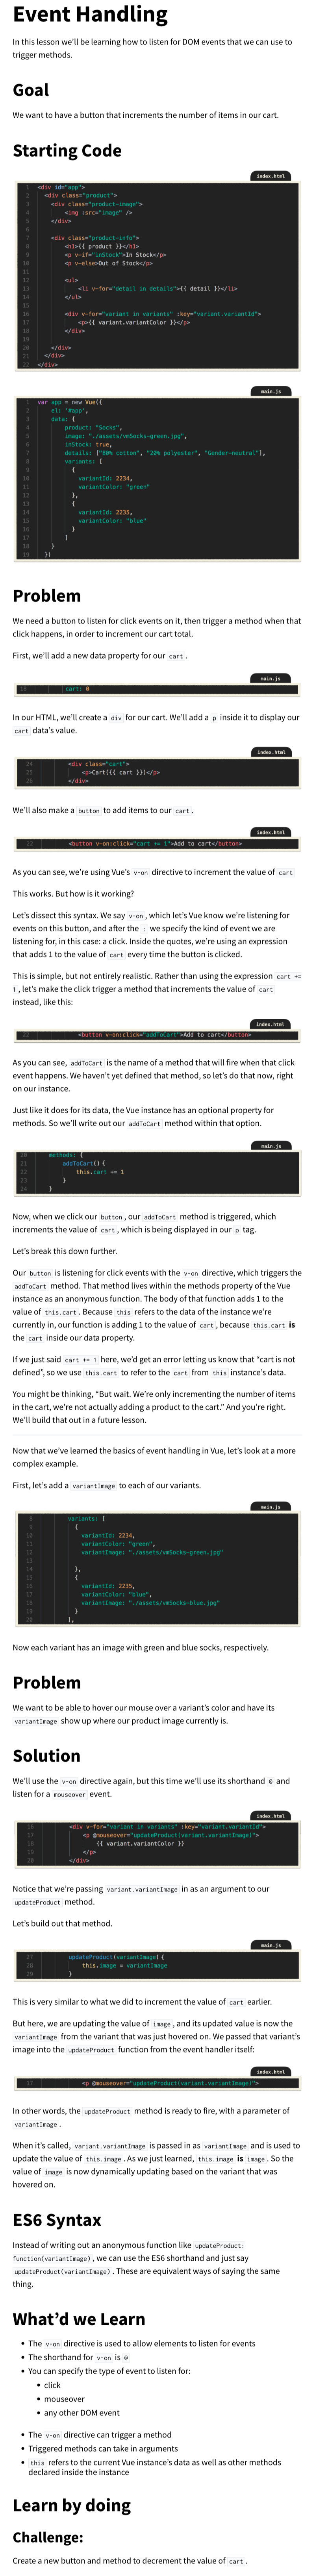 Event Handling
In this lesson we'll be learning how to listen for DOM events that we can use to
trigger methods.
Goal
We want to have a button that increments the number of items in our cart.
Starting Code
index.html
1 <div id="app">
2 <div class="product">
3 <div class="product-image">
4 <img :src="image" />
5 </div>
6
7 <div class="product-info">
8 <h1>{{ product }}</h1>
9 <p v-if="inStock">In Stock</p>
10 <p v-else>Out of Stock</p>
11
12 <ul>
13 <li v-for="detail in details">{{ detail }}</li>
14 </ul>
15
16 <div v-for="variant in variants" :key="variant.variantId">
17 <p>{{ variant.variantColor }}</p>
18 </div>
19
20 </div>
21 </div>
22 </div>
main.js
1 var app = new Vue({
2 el: '#app',
3 data: {
4 product: "Socks",
5 image: "./assets/vmSocks-green.jpg",
6 inStock: true,
7 details: ["80% cotton", "20% polyester", "Gender-neutral"],
8 variants: [
9 {
10 variantId: 2234,
11 variantColor: "green"
12 },
13 {
14 variantId: 2235,
15 variantColor: "blue"
16 }
17 ]
18 }
19 })
Problem
We need a button to listen for click events on it, then trigger a method when that
click happens, in order to increment our cart total.
First, we'll add a new data property for our cart.
main.js
18 cart: 0
In our HTML, we'll create a div for our cart. We'll add a p inside it to display our
cart data's value.
index.html
24 <div class="cart">
25 <p>Cart({{ cart }})</p>
26 </div>
We'll also make a button to add items to our cart.
index.html
22 <button v-on:click="cart += 1">Add to cart</button>
As you can see, we're using Vue's v-on directive to increment the value of cart
This works. But how is it working?
Let's dissect this syntax. We say v-on, which let's Vue know we're listening for
events on this button, and after the : we specify the kind of event we are
listening for, in this case: a click. Inside the quotes, we're using an expression
that adds 1 to the value of cart every time the button is clicked.
This is simple, but not entirely realistic. Rather than using the expression cart +=
1, let's make the click trigger a method that increments the value of cart
instead, like this:
index.html
<button v-on:click="addToCart">Add to cart</button>
As you can see, addToCart is the name of a method that will fire when that click
event happens. We haven't yet defined that method, so let's do that now, right
on our instance.
Just like it does for its data, the Vue instance has an optional property for
methods. So we'll write out our addToCart method within that option.
main.js
20 methods: {
21 addToCart() {
22 this.cart += 1
23 }
24 }
Now, when we click our button, our addToCart method is triggered, which
increments the value of cart, which is being displayed in our p tag.
Let's break this down further.
Our button is listening for click events with the v-on directive, which triggers the
addToCart method. That method lives within the methods property of the Vue
instance as an anonymous function. The body of that function adds 1 to the
value of this.cart. Because this refers to the data of the instance we're
currently in, our function is adding 1 to the value of cart, because this.cart is
the cart inside our data property.
If we just said cart += 1 here, we'd get an error letting us know that "cart is not
defined", so we use this.cart to refer to the cart from this instance's data.
You might be thinking, "But wait. We're only incrementing the number of items
in the cart, we're not actually adding a product to the cart." And you're right.
We'll build that out in a future lesson.
Now that we've learned the basics of event handling in Vue, let's look at a more
complex example.
First, let's add a variantImage to each of our variants.
main.js
8 variants: [
9 {
10 variantId: 2234,
11 variantColor: "green",
12 variantImage: "./assets/vmSocks-green.jpg"
13
14 },
15 {
16 variantId: 2235,
17 variantColor: "blue",
18 variantImage: "./assets/vmSocks-blue.jpg"
19 }
20 ],
Now each variant has an image with green and blue socks, respectively.
Problem
We want to be able to hover our mouse over a variant's color and have its
variantImage show up where our product image currently is.
Solution
We'll use the v-on directive again, but this time we'll use its shorthand @ and
listen for a mouseover event.
index.html
16 <div v-for="variant in variants" :key="variant.variantId">
17 <p @mouseover="updateProduct(variant.variantImage)">
18 {{ variant.variantColor }}
19 </p>
20 </div>
Notice that we're passing variant.variantImage in as an argument to our
updateProduct method.
Let's build out that method.
main.js
27 updateProduct(variantImage) {
28 this.image = variantImage
29 }
This is very similar to what we did to increment the value of cart earlier.
But here, we are updating the value of image, and its updated value is now the
variantImage from the variant that was just hovered on. We passed that variant's
image into the updateProduct function from the event handler itself:
index.html
17 <p @mouseover="updateProduct(variant.variantImage)">
In other words, the updateProduct method is ready to fire, with a parameter of
variantImage.
When it's called, variant.variantImage is passed in as variantImage and is used to
update the value of this.image. As we just learned, this.image is image. So the
value of image is now dynamically updating based on the variant that was
hovered on.
ES6 Syntax
Instead of writing out an anonymous function like updateProduct:
function(variantImage), we can use the ES6 shorthand and just say
updateProduct(variantImage). These are equivalent ways of saying the same
thing.
What'd we Learn
• The v-on directive is used to allow elements to listen for events
• The shorthand for v-on is @
• You can specify the type of event to listen for:
• click
• mouseover
• any other DOM event
• The v-on directive can trigger a method
• Triggered methods can take in arguments
• this refers to the current Vue instance's data as well as other methods
declared inside the instance
Learn by doing
Challenge:
Create a new button and method to decrement the value of cart.